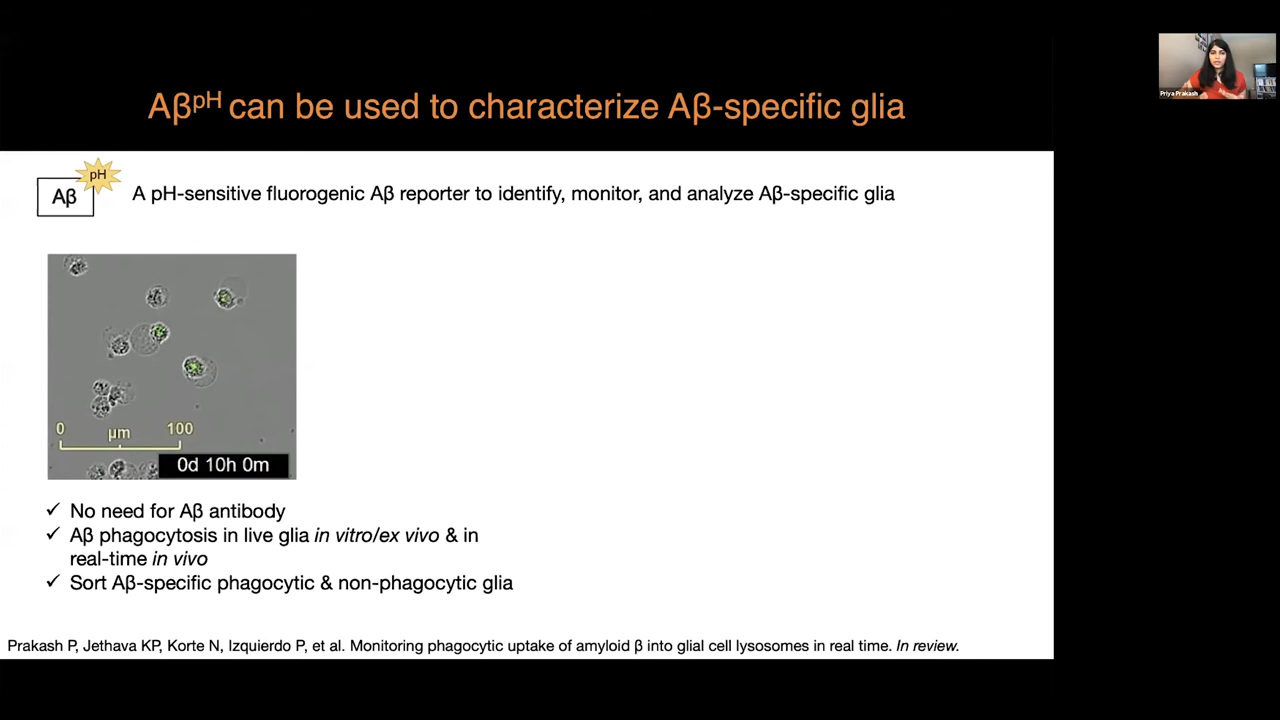 Priya Prakash
AβpH can be used to characterize Aβ-specific glia
pH
Aβ
A pH-sensitive fluorogenic Aβ reporter to identify, monitor, and analyze Aβ-specific glia
0 µm 100
0d 10h 0m
✓ No need for Aβ antibody
✓ Aβ phagocytosis in live glia in vitro/ex vivo & in
real-time in vivo
✓ Sort Aβ-specific phagocytic & non-phagocytic glia
Prakash P, Jethava KP, Korte N, Izquierdo P, et al. Monitoring phagocytic uptake of amyloid β into glial cell lysosomes in real time. In review.